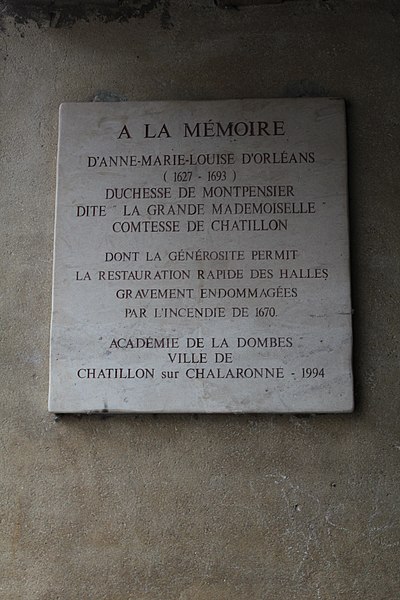 A LA MÉMOIRE
D'ANNE-MARIE-LOUISE D'ORLÉANS
( 1627 - 1693 )
DUCHESSE DE MONTPENSIER
DITE " LA GRANDE MADEMOISELLE "
COMTESSE DE CHATILLON
DONT LA GÉNÉROSITE PERMIT
LA RESTAURATION RAPIDE DES HALLES
GRAVEMENT ENDOMMAGÉES
PAR L'INCENDIE DE 1670.
ACADÉMIE DE LA DOMBES
VILLE DE
CHATILLON sur CHALARONNE - 1994